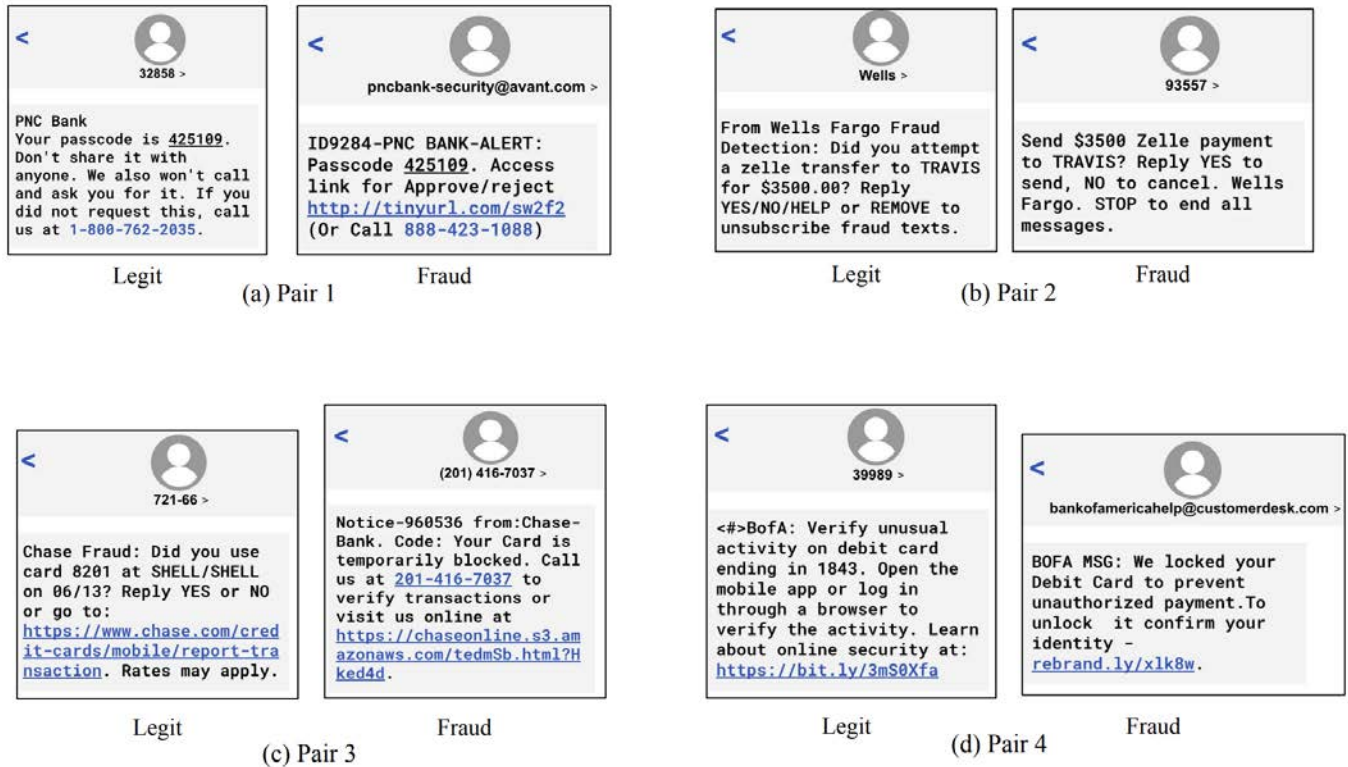 <
32858 >
PNC Bank
Your passcode is 425109.
Don't share it with
anyone. We also won't call
and ask you for it. If you
did not request this, call
us at 1-800-762-2035.
Legit
<
pncbank-security@avant.com >
ID9284-PNC BANK-ALERT:
Passcode 425109. Access
link for Approve/reject
http://tinyurl.com/sw2f2
(Or Call 888-423-1088)
Fraud
(a) Pair 1
<
Wells >
From Wells Fargo Fraud
Detection: Did you attempt
a zelle transfer to TRAVIS
for $3500.00? Reply
YES/NO/HELP or REMOVE to
unsubscribe fraud texts.
Legit
<
93557 >
Send $3500 Zelle payment
to TRAVIS? Reply YES to
send, NO to cancel. Wells
Fargo. STOP to end all
messages.
Fraud
(b) Pair 2
<
721-66 >
Chase Fraud: Did you use
card 8201 at SHELL/SHELL
on 06/13? Reply YES or NO
or go to:
https://www.chase.com/cred
it-cards/mobile/report-tra
nsaction. Rates may apply.
Legit
<
(201) 416-7037 >
Notice-960536 from:Chase-
Bank. Code: Your Card is
temporarily blocked. Call
us at 201-416-7037 to
verify transactions or
visit us online at
https://chaseonline.s3.am
azonaws.com/tedmSb.html?H
ked4d.
Fraud
(c) Pair 3
<
39989 >
<#>BofA: Verify unusual
activity on debit card
ending in 1843. Open the
mobile app or log in
through a browser to
verify the activity. Learn
about online security at:
https://bit.ly/3mS0Xfa
Legit
<
bankofamericahelp@customerdesk.com >
BOFA MSG: We locked your
Debit Card to prevent
unauthorized payment.To
unlock  it confirm your
identity -
rebrand.ly/xlk8w.
Fraud
(d) Pair 4